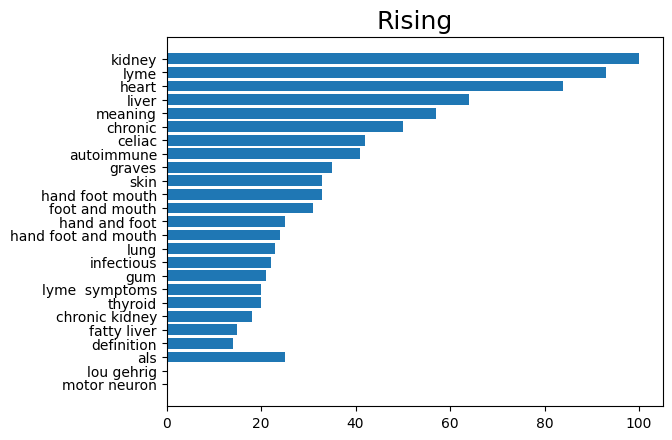 Rising
kidney
lyme
heart
liver
meaning
chronic
celiac
autoimmune
graves
skin
hand foot mouth
foot and mouth
hand and foot
hand foot and mouth
lung
infectious
gum
lyme  symptoms
thyroid
chronic kidney
fatty liver
definition
als
lou gehrig
motor neuron
0 20 40 60 80 100